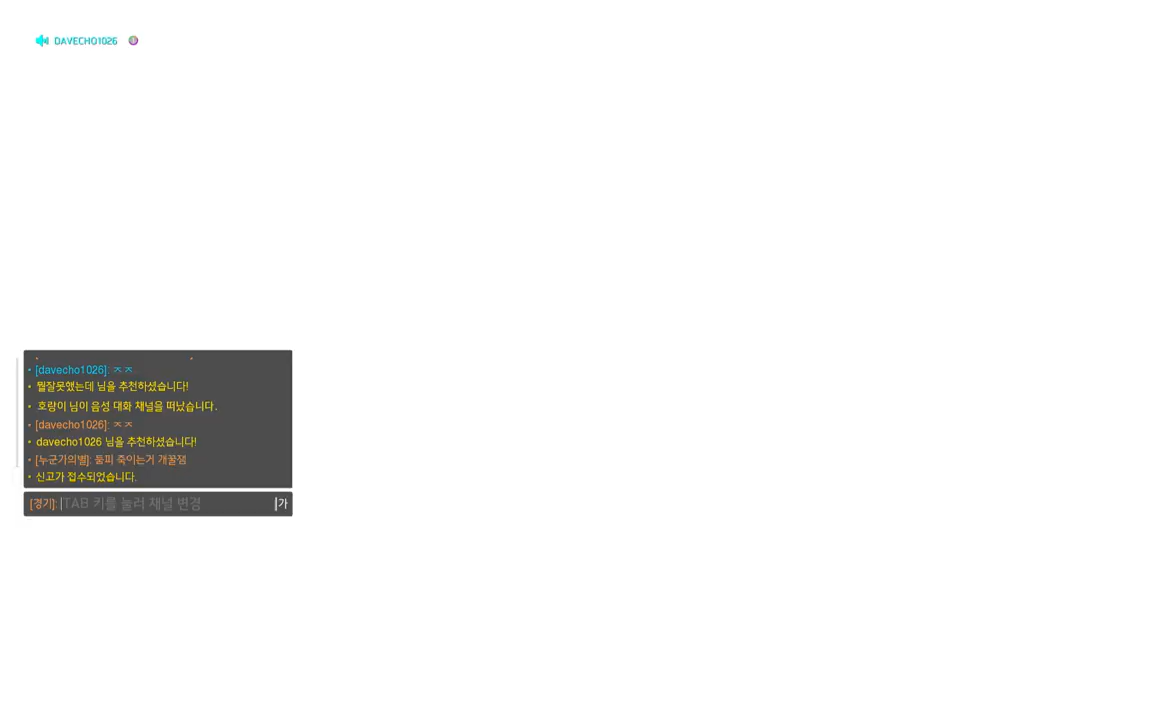 DAVECHO1026
[davecho1026]: ㅈㅈ
뭘잘못했는데 님을 추천하셨습니다!
호량이 님이 음성 대화 채널을 떠났습니다.
[davecho1026]: ㅈㅈ
davecho1026 님을 추천하셨습니다!
[누군가의별]: 둠피 죽이는거 개꿀잼
신고가 접수되었습니다.
[경기]: TAB 키를 눌러 채널 변경 가